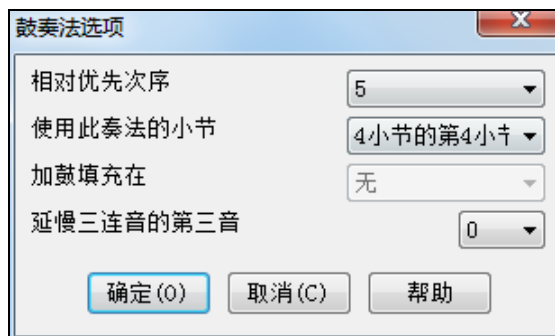 鼓奏法选项
相对优先次序 5
使用此奏法的小节 4小节的第4小
加鼓填充在 无
延慢三连音的第三音 0
确定(O) 取消(C) 帮助